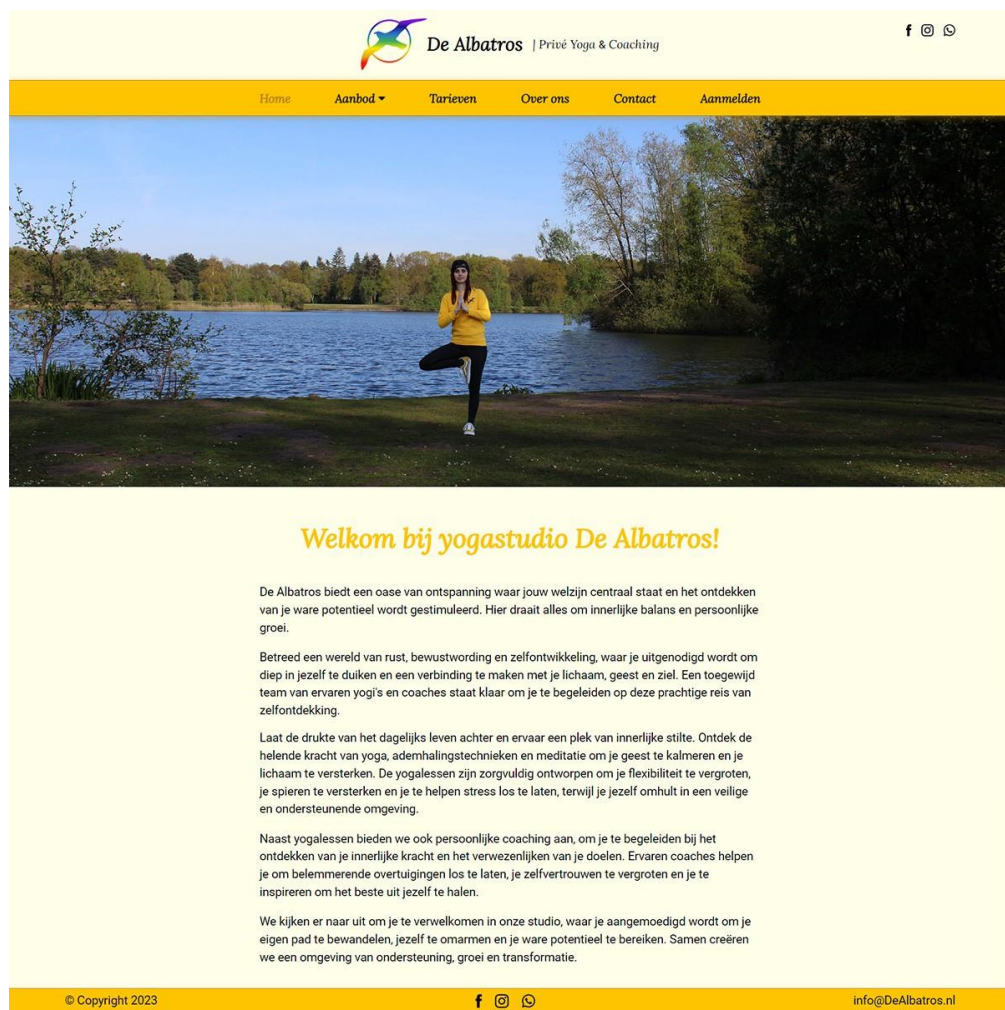 De Albatros | Privé Yoga & Coaching
Home Aanbod Tarieven Over ons Contact Aanmelden
Welkom bij yogastudio De Albatros!
De Albatros biedt een oase van ontspanning waar jouw welzijn centraal staat en het ontdekken
van je ware potentieel wordt gestimuleerd. Hier draait alles om innerlijke balans en persoonlijke
groei.
Betreed een wereld van rust, bewustwording en zelfontwikkeling, waar je uitgenodigd wordt om
diep in jezelf te duiken en een verbinding te maken met je lichaam, geest en ziel. Een toegewijd
team van ervaren yogi's en coaches staat klaar om je te begeleiden op deze prachtige reis van
zelfontdekking.
Laat de drukte van het dagelijks leven achter en ervaar een plek van innerlijke stilte. Ontdek de
helende kracht van yoga, ademhalingstechnieken en meditatie om je geest te kalmeren en je
lichaam te versterken. De yogalessen zijn zorgvuldig ontworpen om je flexibiliteit te vergroten,
je spieren te versterken en je te helpen stress los te laten, terwijl je jezelf omhult in een veilige
en ondersteunende omgeving.
Naast yogalessen bieden we ook persoonlijke coaching aan, om je te begeleiden bij het
ontdekken van je innerlijke kracht en het verwezenlijken van je doelen. Ervaren coaches helpen
je om belemmerende overtuigingen los te laten, je zelfvertrouwen te vergroten en je te
inspireren om het beste uit jezelf te halen.
We kijken er naar uit om je te verwelkomen in onze studio, waar je aangemoedigd wordt om je
eigen pad te bewandelen, jezelf te omarmen en je ware potentieel te bereiken. Samen creëren
we een omgeving van ondersteuning, groei en transformatie.
© Copyright 2023 info@DeAlbatros.nl